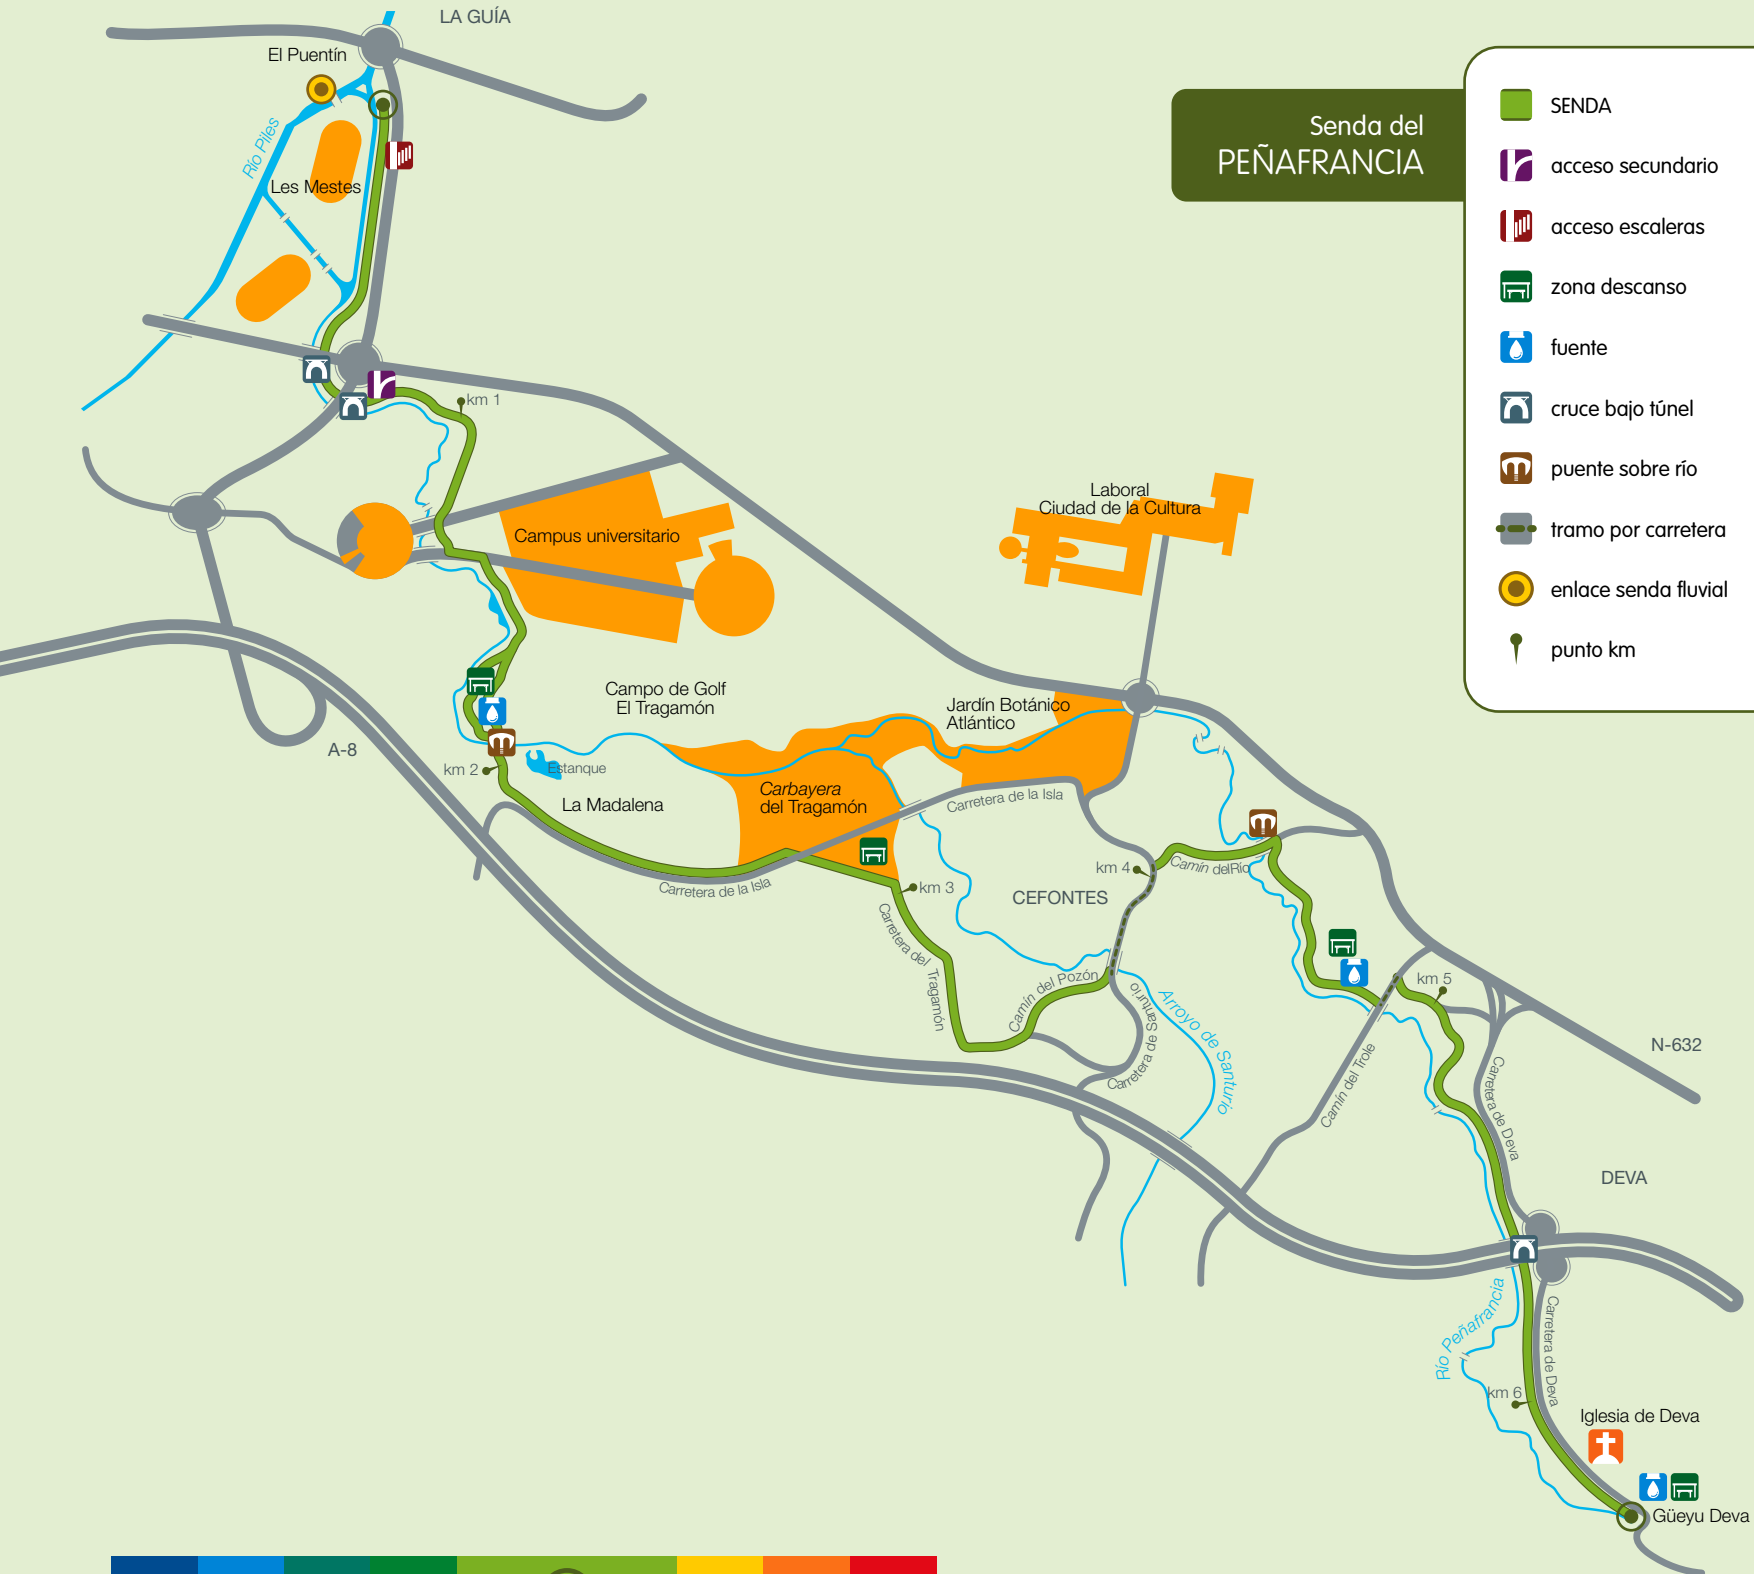 LA GUÍA
El Puentín
Río Piles
Les Mestes
Senda del
PEÑAFRANCIA
SENDA
acceso secundario
acceso escaleras
zona descanso
fuente
cruce bajo túnel
puente sobre río
tramo por carretera
enlace senda fluvial
punto km
km 1
Campus universitario
Laboral
Ciudad de la Cultura
Campo de Golf
El Tragamón
Jardín Botánico
Atlántico
A-8
km 2
Estanque
La Madalena
Carbayera
del Tragamón
Carretera de la Isla
Carretera de la Isla
km 3
km 4
Camín delRío
CEFONTES
Carretera del Tragamón
Camín del Pozón
Carretera de Santurio
Arroyo de Santurio
km 5
Camín del Trole
Carretera de Deva
N-632
DEVA
Río Peñafrancia
Carretera de Deva
km 6
Iglesia de Deva
Güeyu Deva